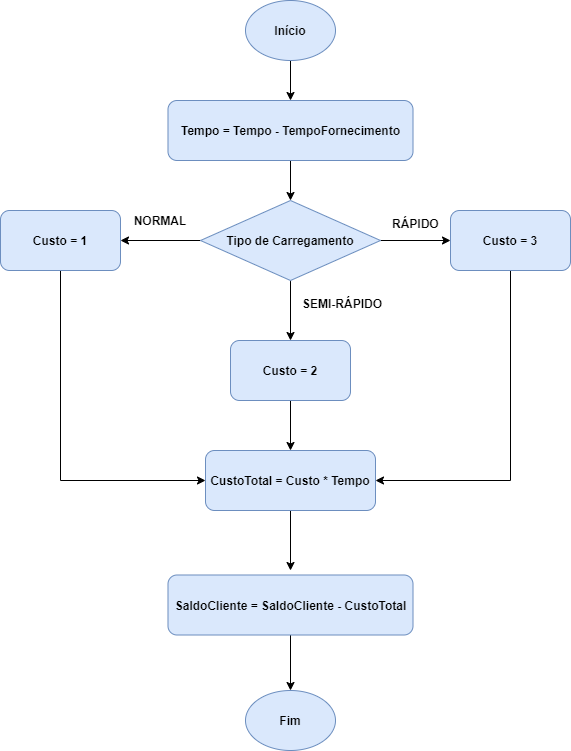 Início
Tempo = Tempo - TempoFornecimento
NORMAL
RÁPIDO
Custo = 1
Tipo de Carregamento
Custo = 3
SEMI-RÁPIDO
Custo = 2
CustoTotal = Custo * Tempo
SaldoCliente = SaldoCliente - CustoTotal
Fim